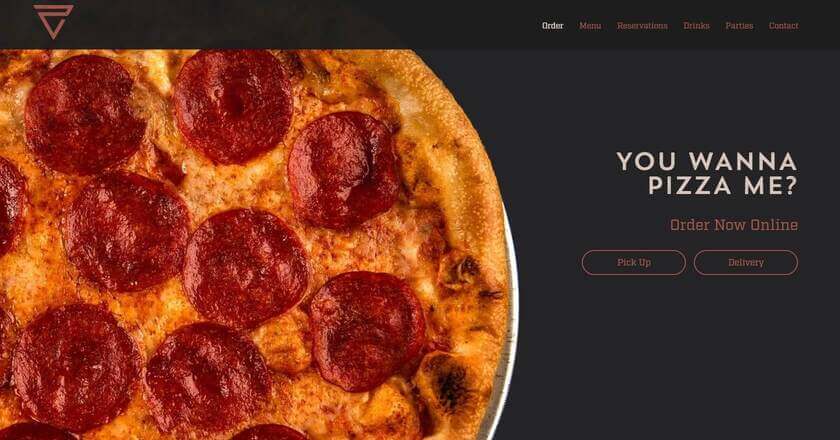 Order Menu Reservations Drinks Parties Contact
YOU WANNA
PIZZA ME?
Order Now Online
Pick Up Delivery